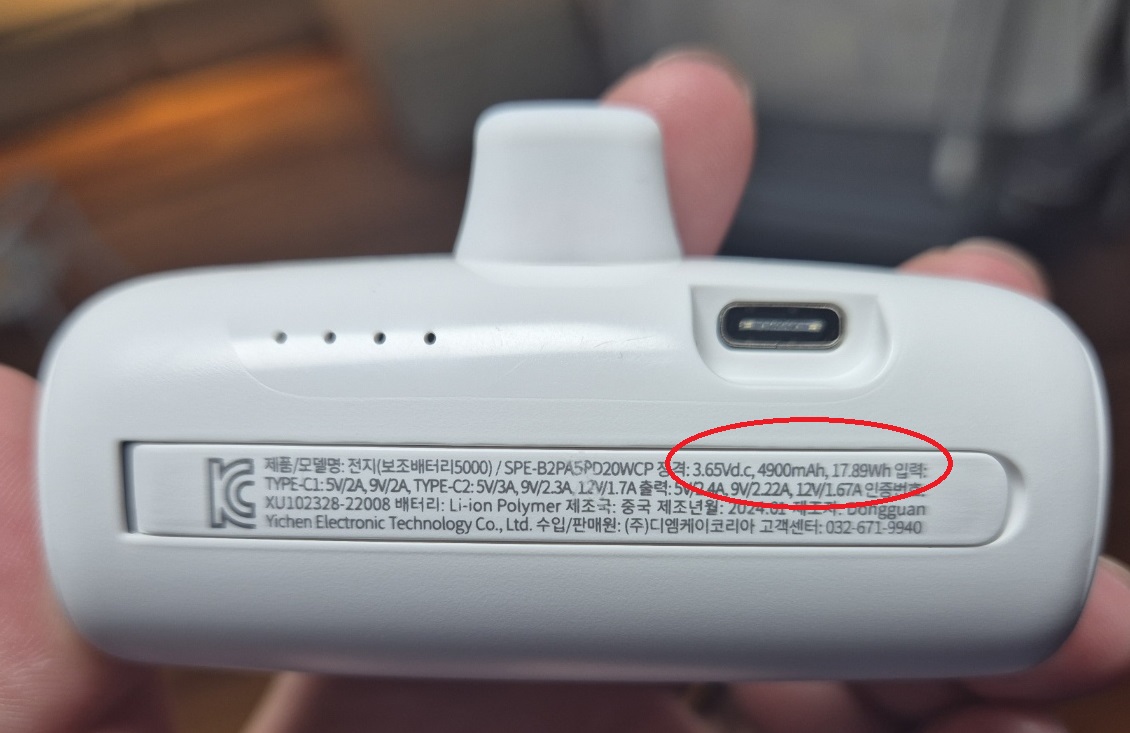 KC
제품/모델명: 전지(보조배터리5000) / SPE-B2PA5PD20WCP 정격: 3.65Vd.c, 4900mAh, 17.89Wh 입력:
TYPE-C1: 5V/2A, 9V/2A, TYPE-C2: 5V/3A, 9V/2.3A, 12V/1.7A 출력: 5V/2.4A, 9V/2.22A, 12V/1.67A 인증번호:
XU102328-22008 배터리: Li-ion Polymer 제조국: 중국 제조년월: 2024.01 제조자: Dongguan
Yichen Electronic Technology Co., Ltd. 수입/판매원: (주)디엠케이코리아 고객센터: 032-671-9940